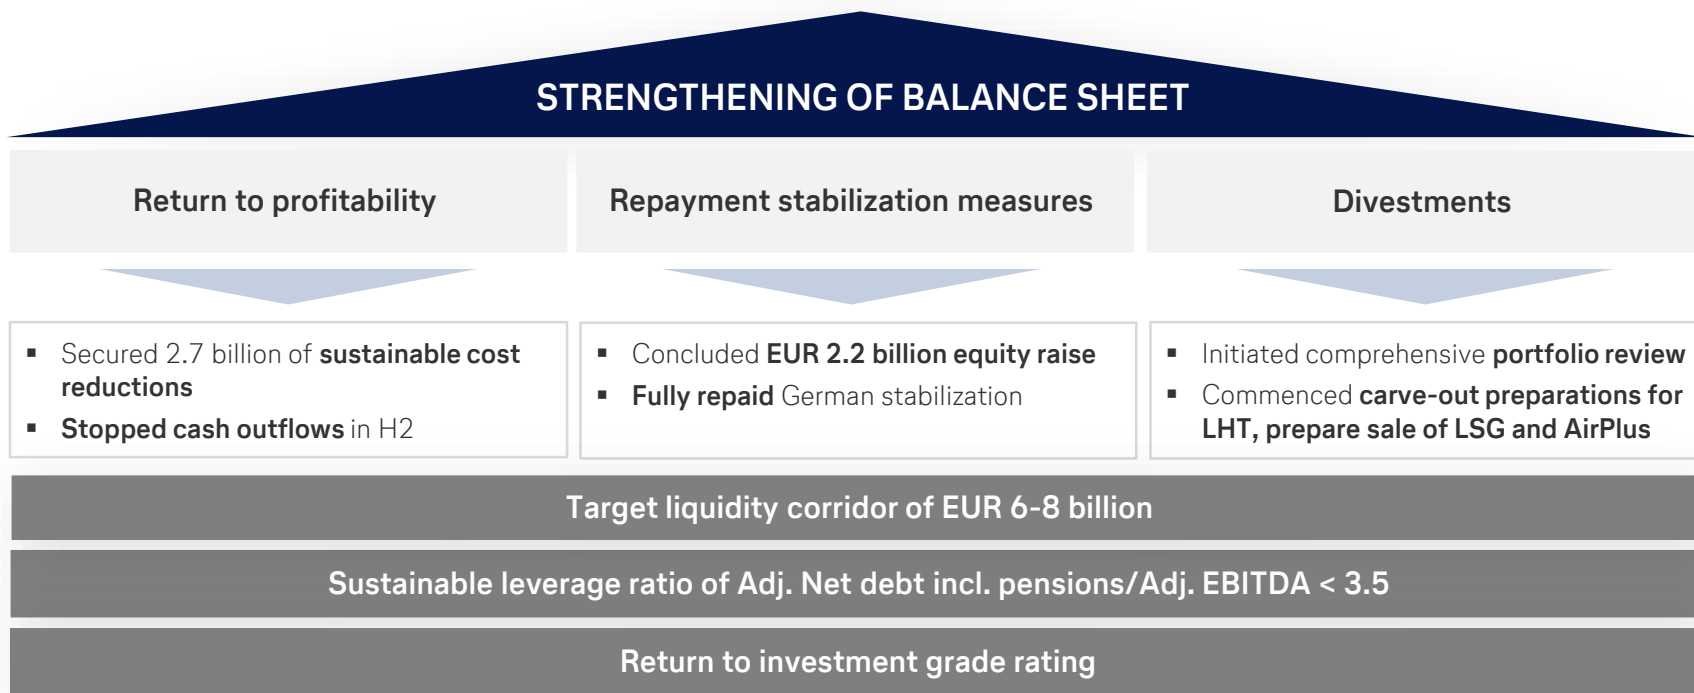 STRENGTHENING OF BALANCE SHEET
Return to profitability
Repayment stabilization measures
Divestments
▪ Secured 2.7 billion of sustainable cost
reductions
▪ Stopped cash outflows in H2
▪ Concluded EUR 2.2 billion equity raise
▪ Fully repaid German stabilization
▪ Initiated comprehensive portfolio review
▪ Commenced carve-out preparations for
LHT, prepare sale of LSG and AirPlus
Target liquidity corridor of EUR 6-8 billion
Sustainable leverage ratio of Adj. Net debt incl. pensions/Adj. EBITDA < 3.5
Return to investment grade rating